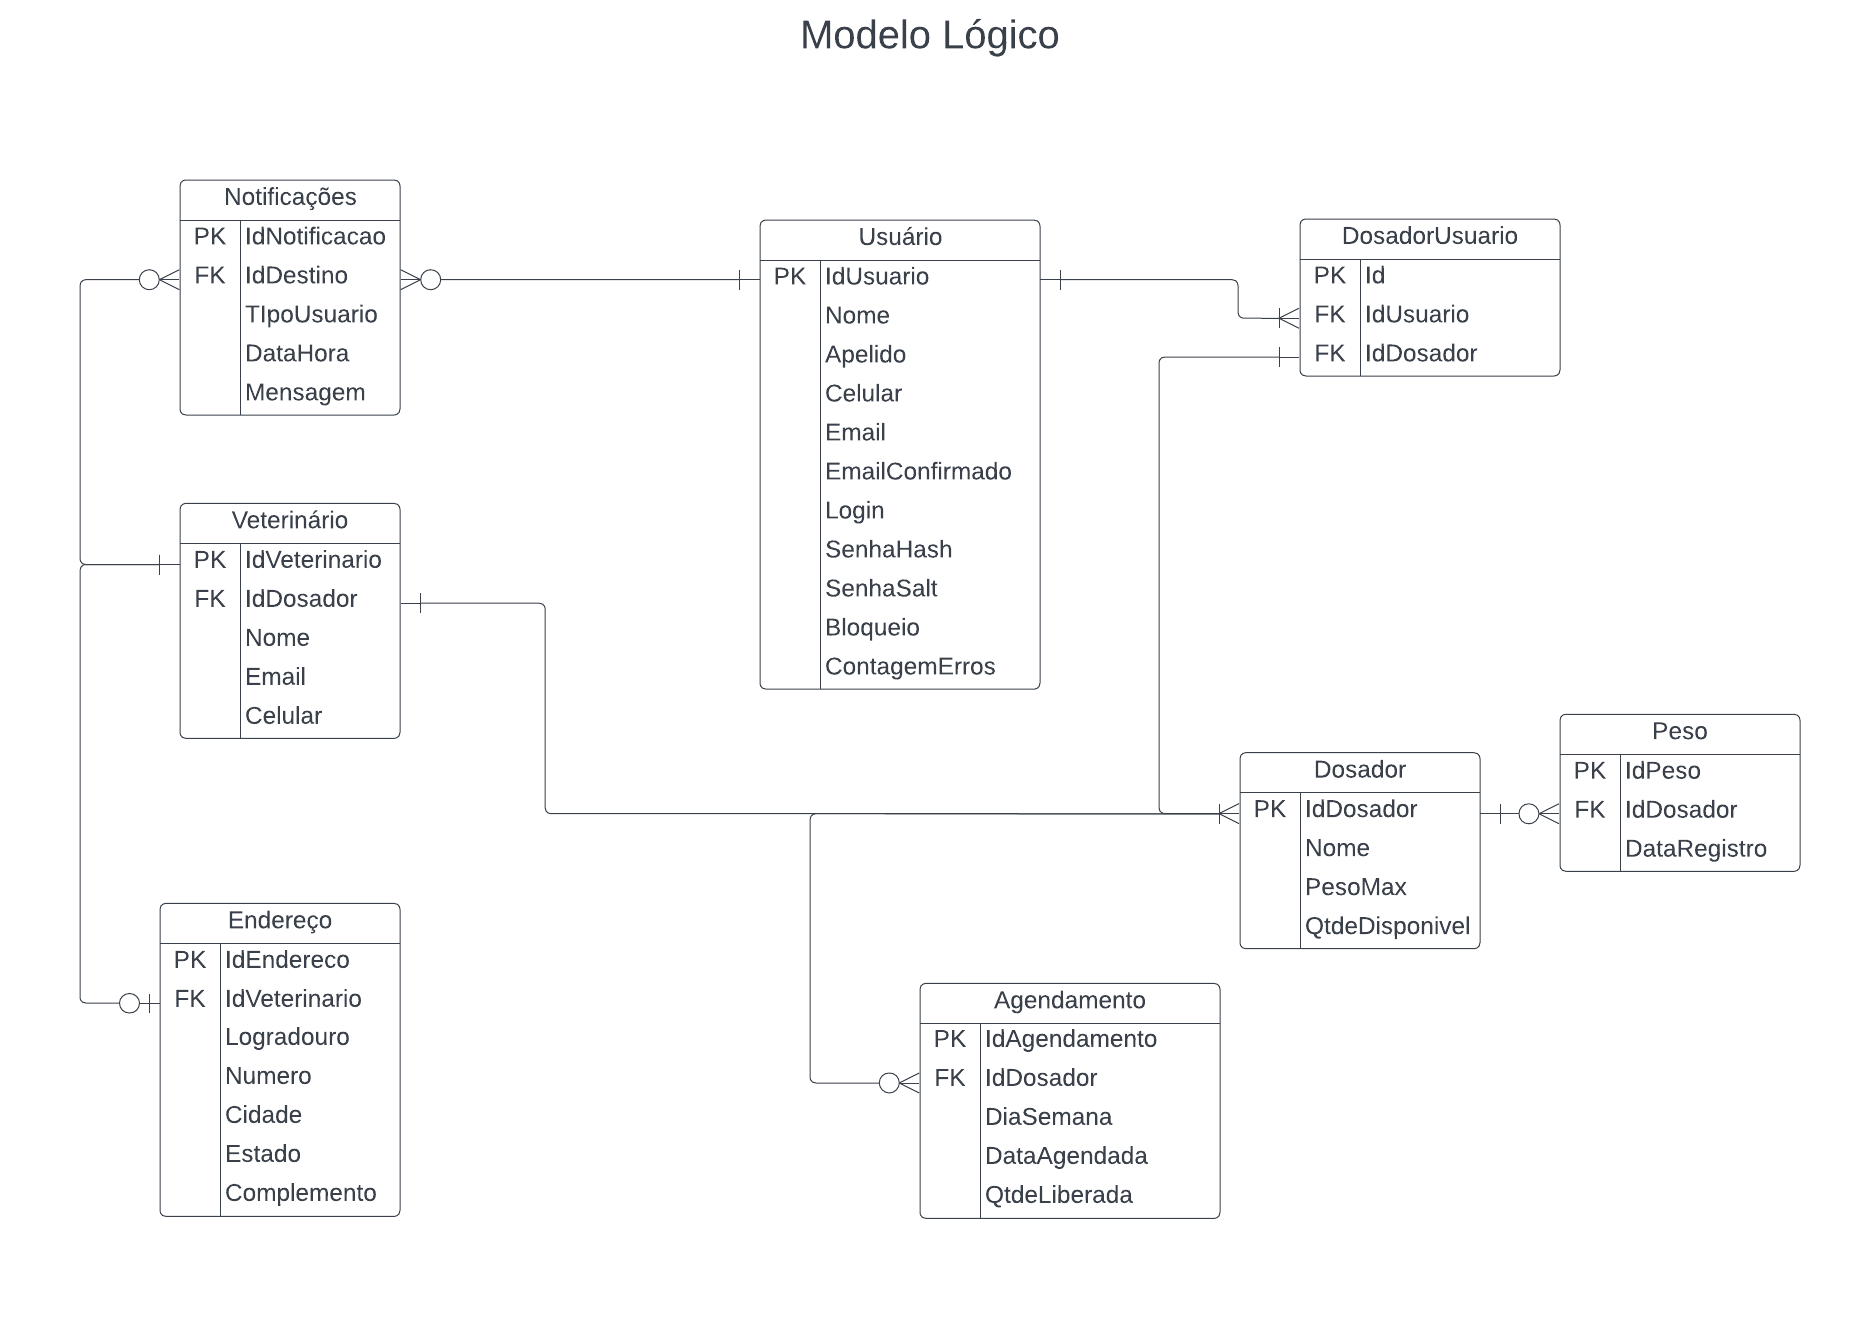 Modelo Lógico
Notificações
PK IdNotificacao
FK IdDestino
TIpoUsuario
DataHora
Mensagem
Usuário
PK IdUsuario
Nome
Apelido
Celular
Email
EmailConfirmado
Login
SenhaHash
SenhaSalt
Bloqueio
ContagemErros
DosadorUsuario
PK Id
FK IdUsuario
FK IdDosador
Veterinário
PK IdVeterinario
FK IdDosador
Nome
Email
Celular
Dosador
PK IdDosador
Nome
PesoMax
QtdeDisponivel
Peso
PK IdPeso
FK IdDosador
DataRegistro
Endereço
PK IdEndereco
FK IdVeterinario
Logradouro
Numero
Cidade
Estado
Complemento
Agendamento
PK IdAgendamento
FK IdDosador
DiaSemana
DataAgendada
QtdeLiberada